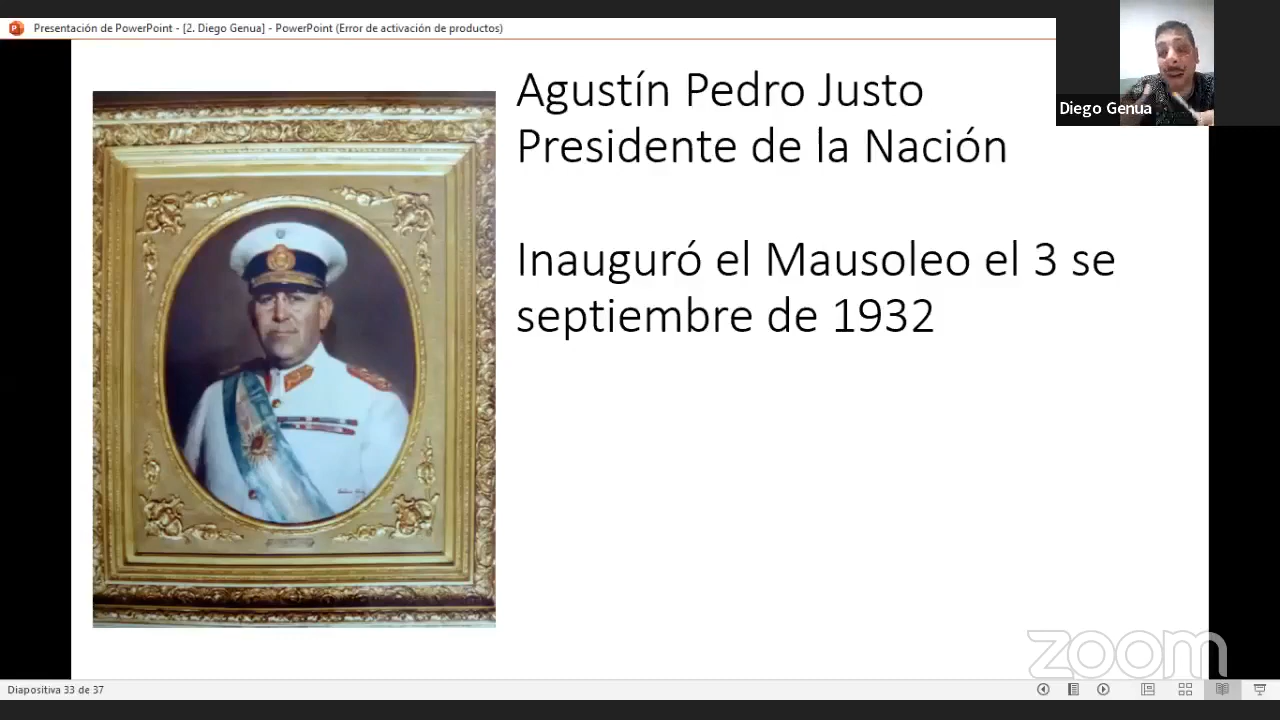 Presentación de PowerPoint - [2. Diego Genua] - PowerPoint (Error de activación de productos)
Agustín Pedro Justo
Presidente de la Nación
Inauguró el Mausoleo el 3 se
septiembre de 1932
Diego Genua
zoom
Diapositiva 33 de 37